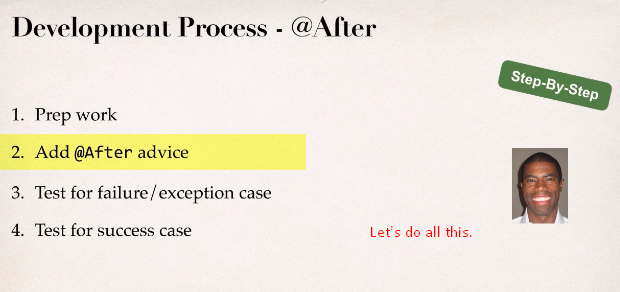 Development Process - @After
Step-By-Step
1. Prep work
2. Add @After advice
3. Test for failure/exception case
4. Test for success case
Let's do all this.